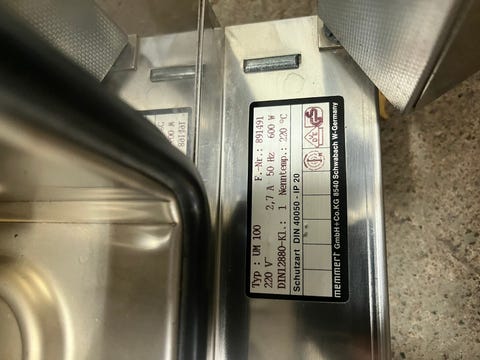 Typ : UM 100 F.-Nr.: 891491
220 V~ 2,7 A 50 Hz 600 W
DIN12880-Kl.: 1 Nenntemp.: 220 °C
Schutzart DIN 40050 - IP 20
memmert GmbH+Co.KG 8540 Schwabach W-Germany